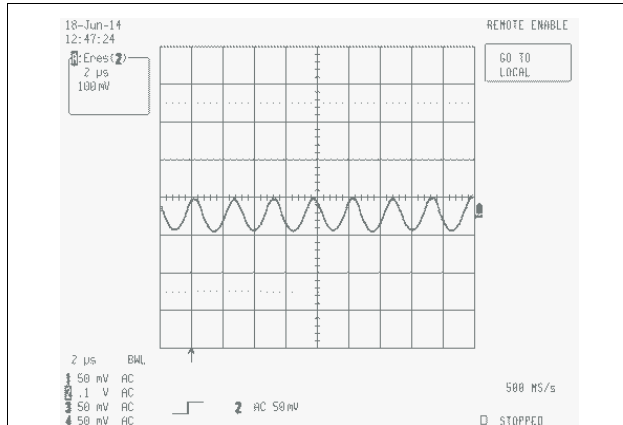 18-Jun-14
12:47:24
REMOTE ENABLE
:Eres(2)
2 µs
100 mV
GO TO
LOCAL
2 µs BWL
1 50 mV AC
2 .1 V AC
3 50 mV AC
4 50 mV AC
2 AC 50mV
500 MS/s
STOPPED